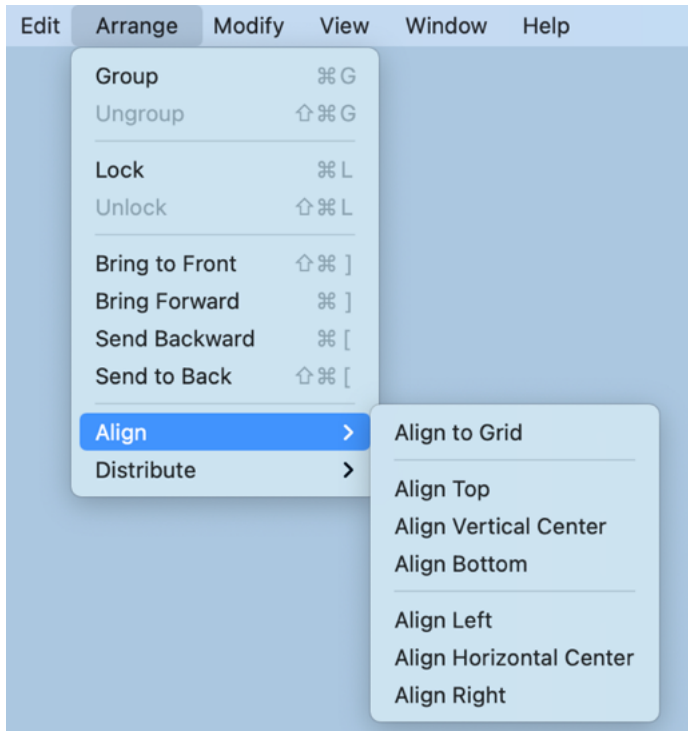 Edit Arrange Modify View Window Help
Group ⌘G
Ungroup ⇧⌘G
Lock ⌘L
Unlock ⇧⌘L
Bring to Front ⇧⌘]
Bring Forward ⌘]
Send Backward ⌘[
Send to Back ⇧⌘[
Align
Distribute
Align to Grid
Align Top
Align Vertical Center
Align Bottom
Align Left
Align Horizontal Center
Align Right